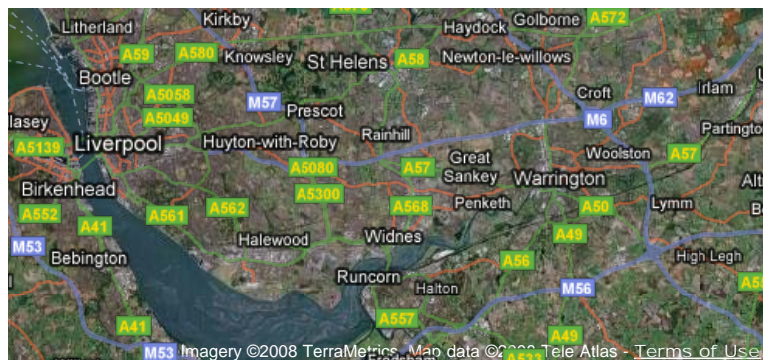 Litherland
Kirkby
Haydock
Golborne
A572
A59
A580
Knowsley
St Helens
A58
Newton-le-willows
Bootle
A5058
M57
Croft
M62
Irlam
A5049
Prescot
M6
Partington
A5139
Liverpool
Huyton-with-Roby
Rainhill
Woolston
A57
A5080
A57
Great
Sankey
Birkenhead
A5300
Warrington
A552
A41
A561
A562
A568
Penketh
A50
Lymm
M53
Bebington
Halewood
Widnes
A49
A56
High Legh
Runcorn
Halton
M56
A41
A557
A49
M53
Imagery ©2008 TerraMetrics, Map data ©2008 Tele Atlas - Terms of Use
A533